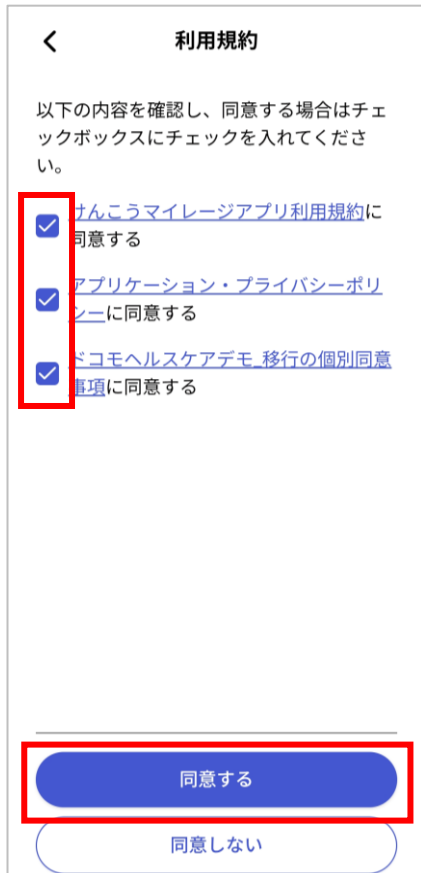 利用規約
以下の内容を確認し、同意する場合はチェ
ックボックスにチェックを入れてくださ
い。
けんこうマイレージアプリ利用規約に
同意する
アプリケーション・プライバシーポリ
シーに同意する
ドコモヘルスケアデモ_移行の個別同意
事項に同意する
同意する
同意しない